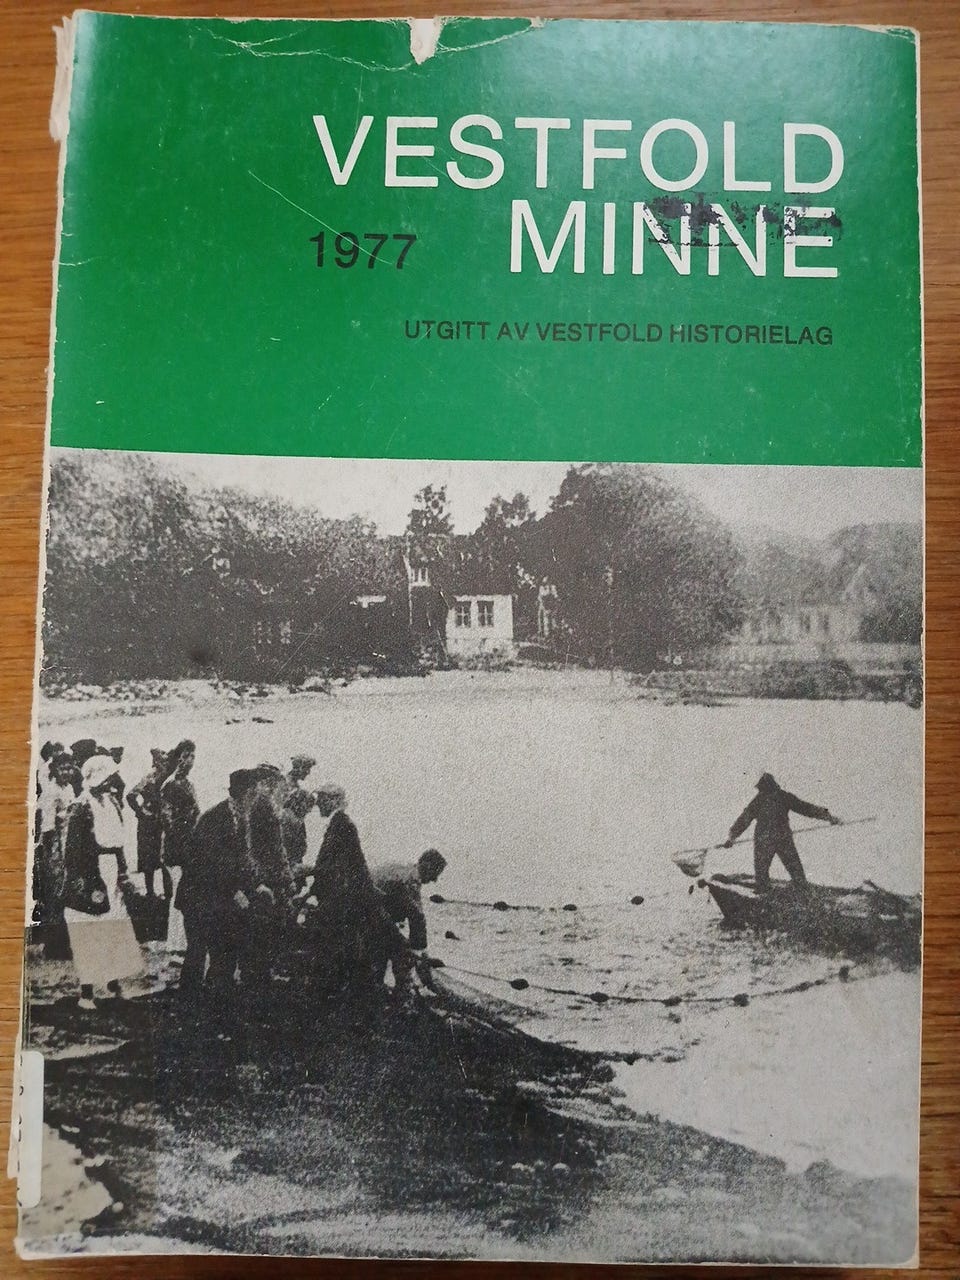 VESTFOLD
MINNE
1977
UTGITT AV VESTFOLD HISTORIELAG